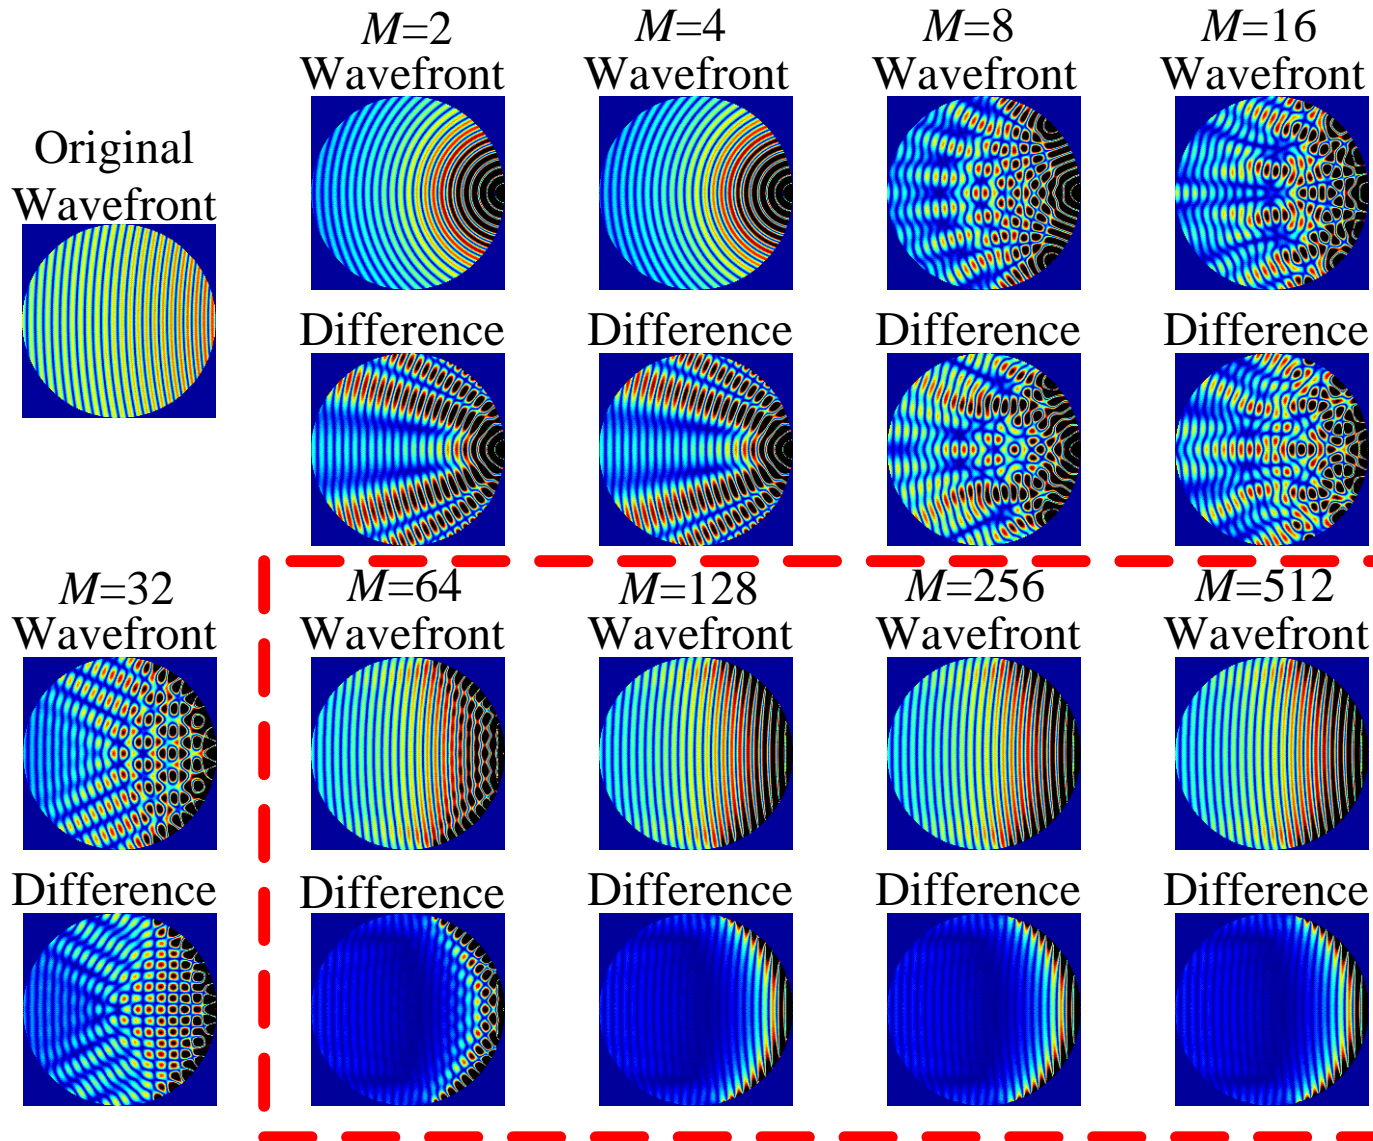 M=2
Wavefront
M=4
Wavefront
M=8
Wavefront
M=16
Wavefront
Original
Wavefront
Difference
Difference
Difference
Difference
M=32
Wavefront
M=64
Wavefront
M=128
Wavefront
M=256
Wavefront
M=512
Wavefront
Difference
Difference
Difference
Difference
Difference